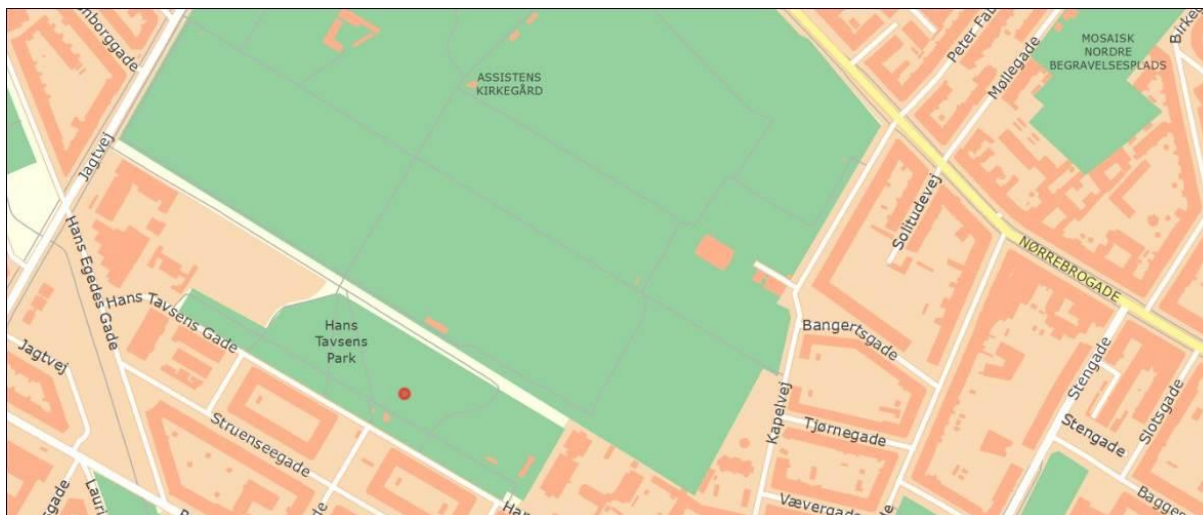 Jagtvej
Hans Egedes Gade
Hans Tavsens Gade
Jagtvej
Struenseegade
Hans
Tavsens
Park
ASSISTENS
KIRKEGÅRD
Peter
Møllegade
MOSAISK
NORDRE
BEGRAVELSESPLADS
Solitudevej
NØRREBROGADE
Bangertsgade
Kapelvej
Tjørnegade
Vævergade
Stengade
Stengade
Slotsgade